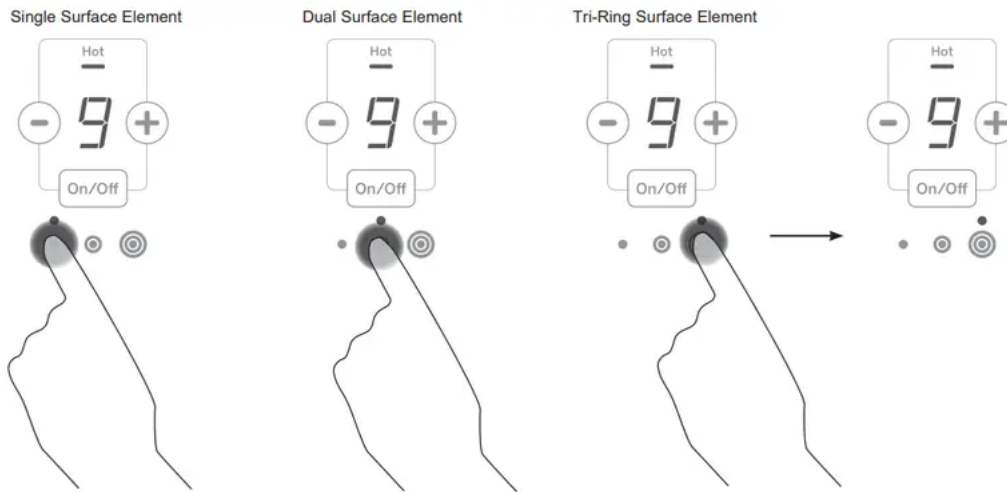 Single Surface Element
Dual Surface Element
Tri-Ring Surface Element
Hot
9
On/Off
Hot
9
On/Off
Hot
9
On/Off
Hot
9
On/Off